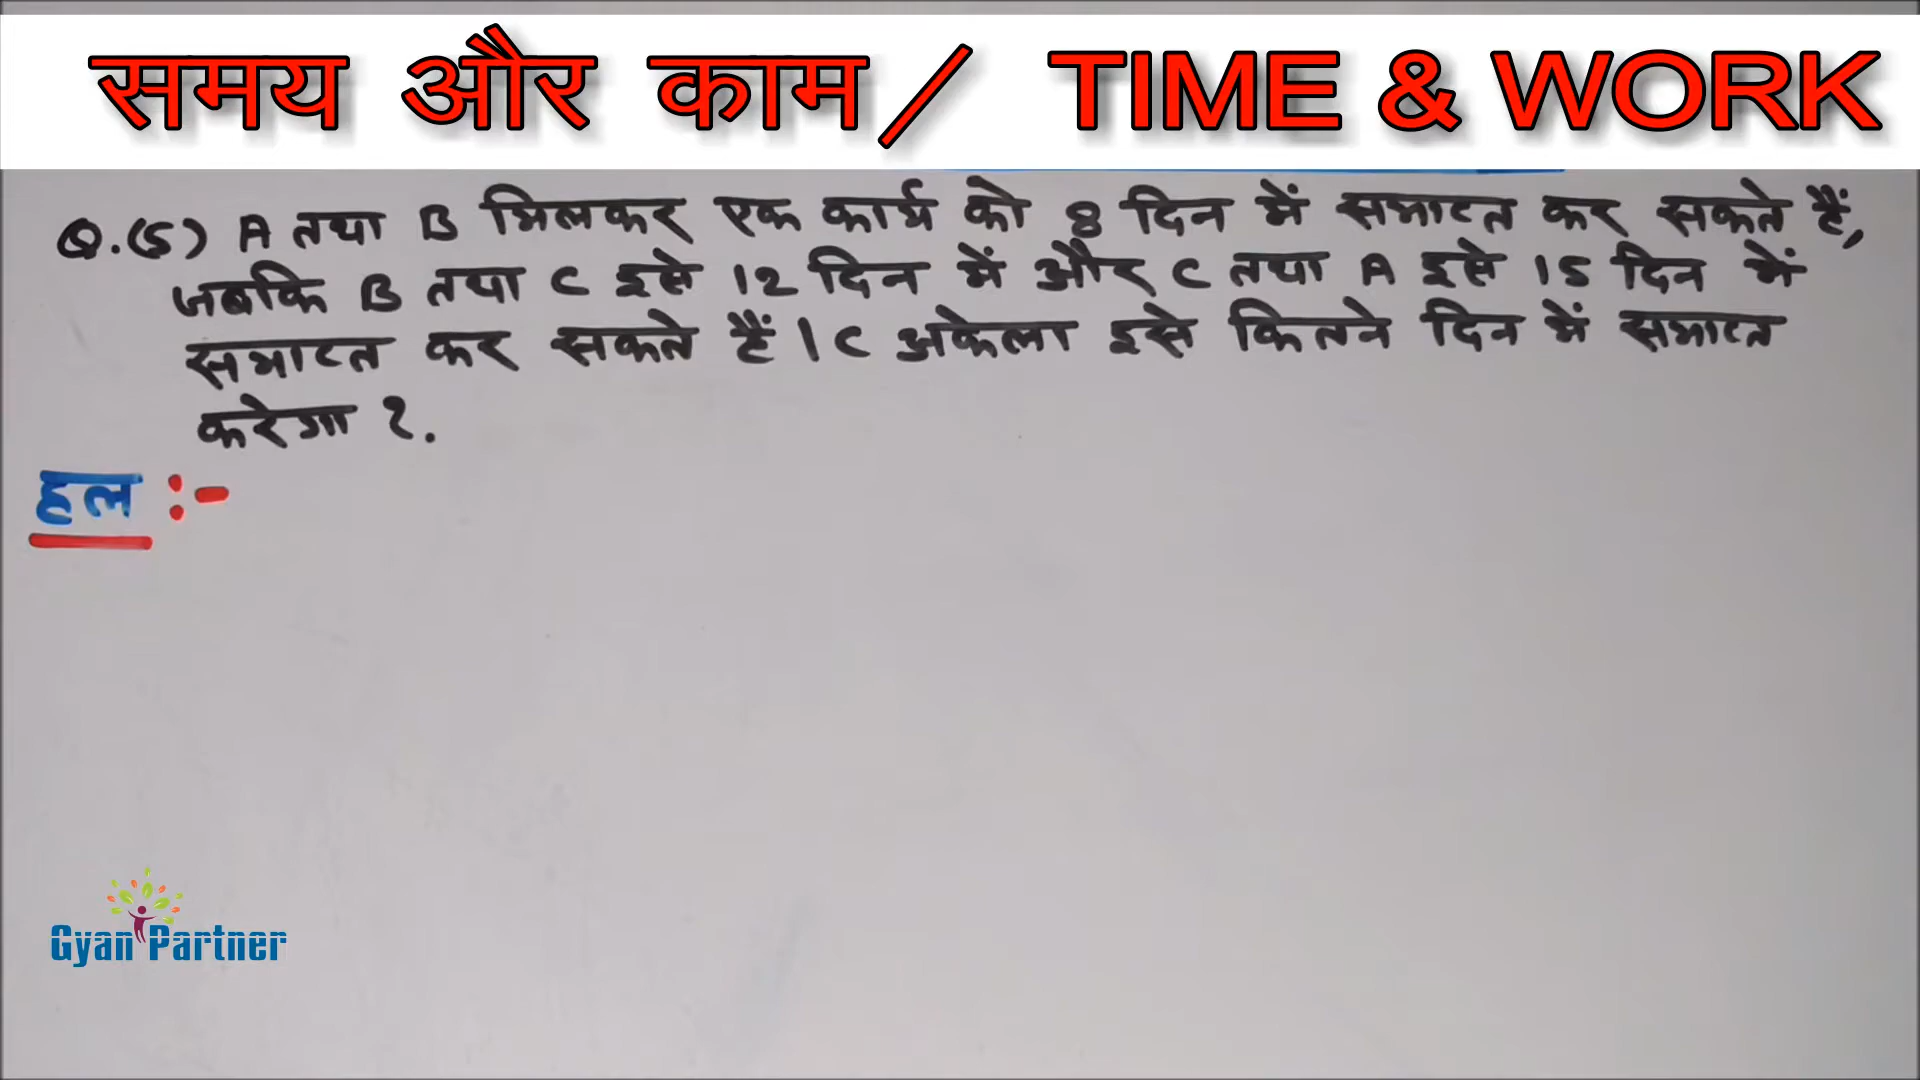 समय और काम/ TIME & WORK
Q.(5) A तथा B मिलकर एक कार्य को 8 दिन में समाप्त कर सकते हैं,
जबकि B तथा C इसे 12 दिन में और C तथा A इसे 15 दिन में
समाप्त कर सकते हैं। C अकेला इसे कितने दिन में समाप्त
करेगा ?.
हल :-
Gyan Partner